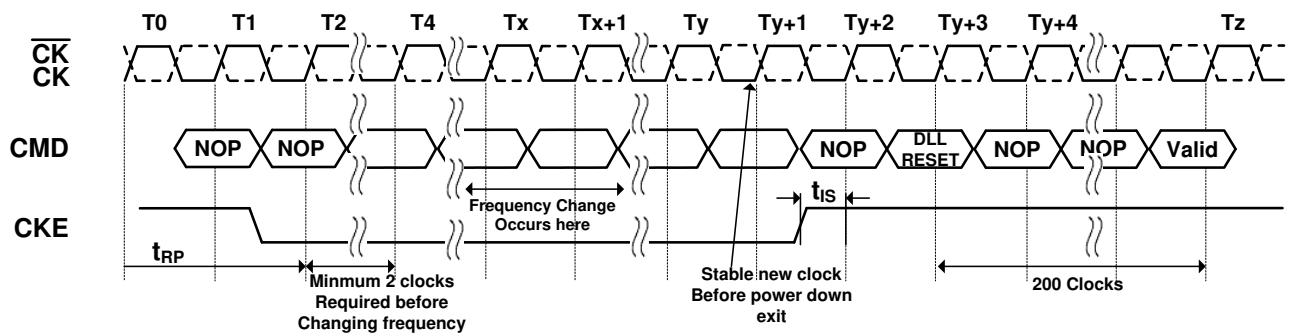 T0 T1 T2 T4 Tx Tx+1 Ty Ty+1 Ty+2 Ty+3 Ty+4 Tz
CK
CK
CMD NOP NOP NOP DLL RESET NOP NOP Valid
tIS
Frequency Change
Occurs here
CKE
tRP
Minmum 2 clocks
Required before
Changing frequency
Stable new clock
Before power down
exit
200 Clocks